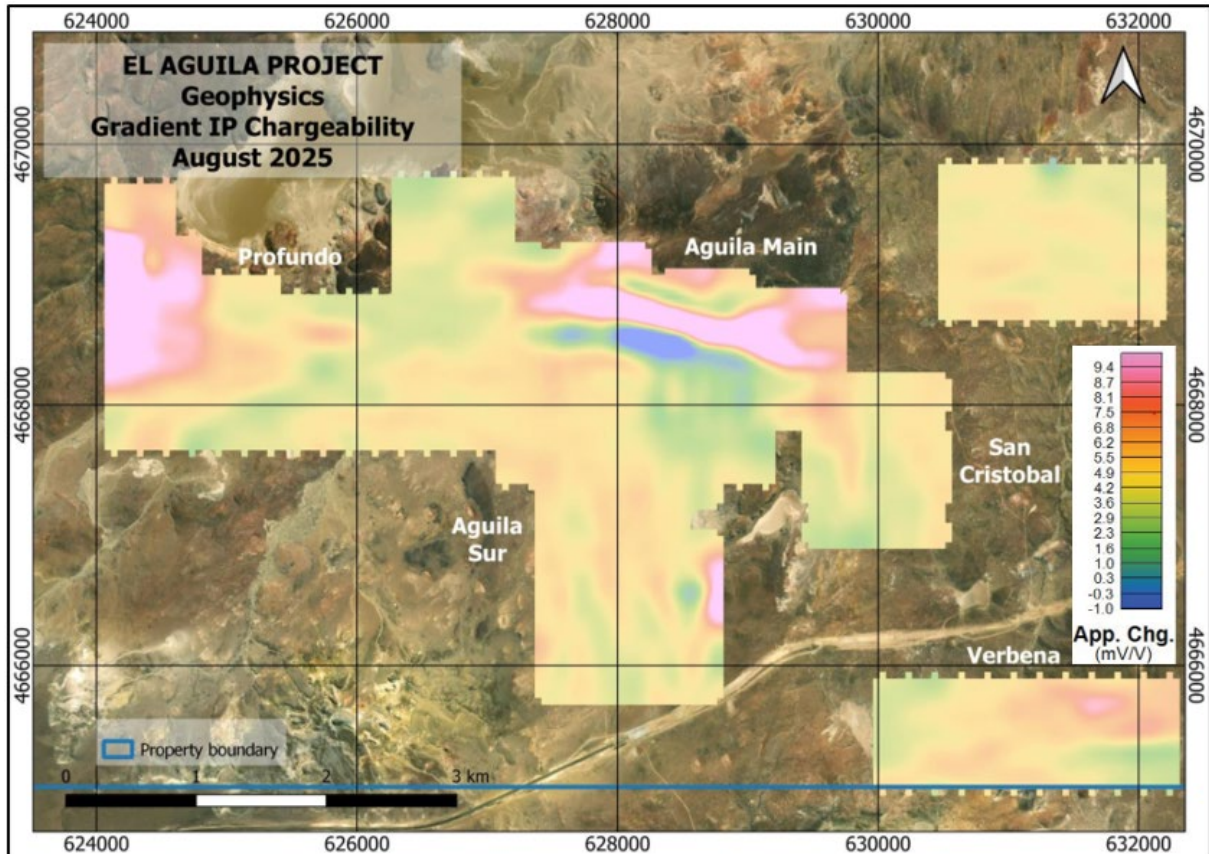 624000 626000 628000 630000 632000
EL AGUILA PROJECT
Geophysics
Gradient IP Chargeability
August 2025
4670000
4670000
Profundo
Aguila Main
4668000
4668000
9.4
8.7
8.1
7.5
6.8
6.2
5.5
4.9
4.2
3.6
2.9
2.3
1.6
1.0
0.3
-0.3
-1.0
App. Chg.
(mV/V)
San
Cristobal
Aguila
Sur
Verbena
4666000
4666000
Property boundary
0 1 2 3 km
624000 626000 628000 630000 632000